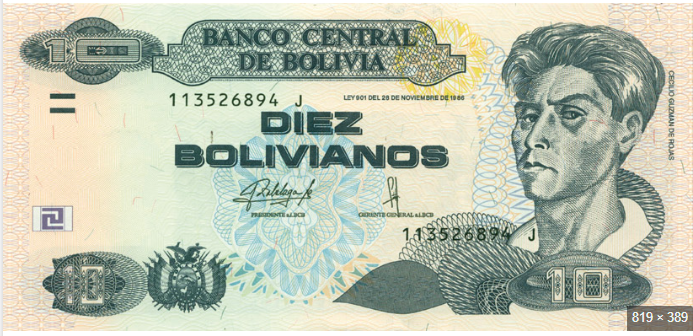 10
BANCO CENTRAL
DE BOLIVIA
113526894 J
LEY 901 DEL 28 DE NOVIEMBRE DE 1986
DIEZ
BOLIVIANOS
CECILIO GUZMAN DE ROJAS
PRESIDENTE a.i. BCB
GERENTE GENERAL a.i. BCB
113526894 J
10
10
819 × 389